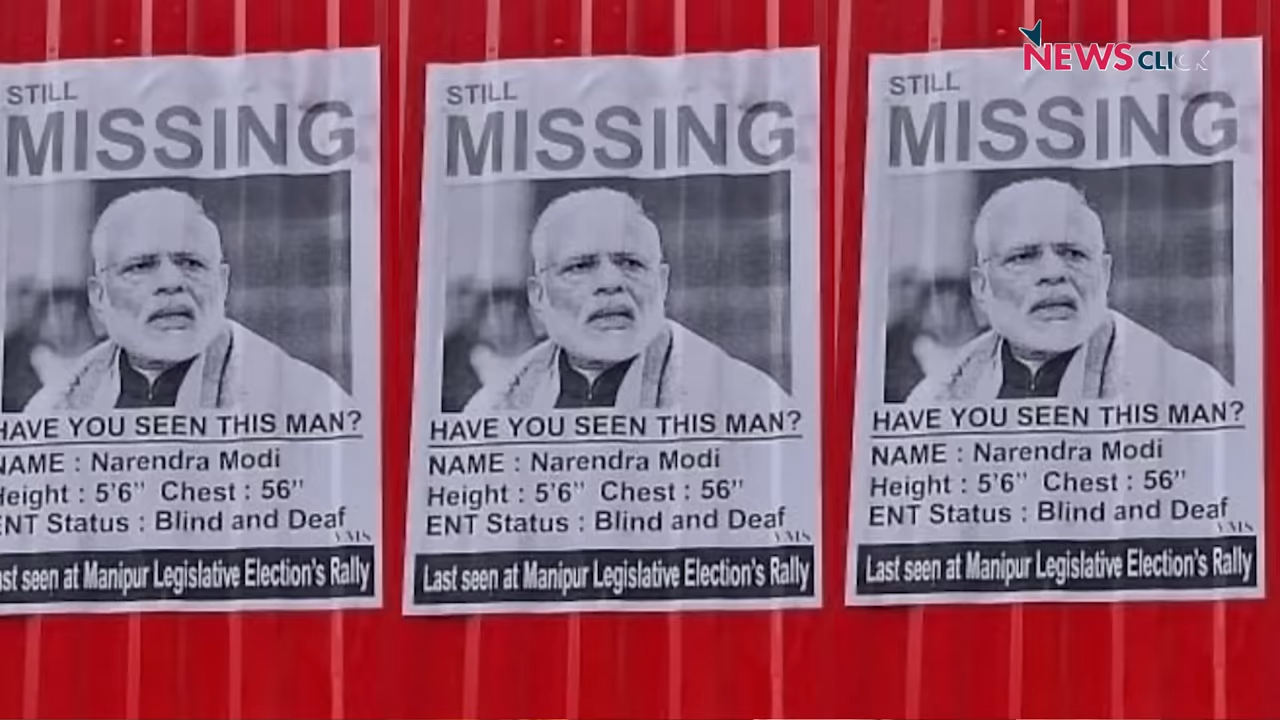 NEWSCLICK
STILL
MISSING
HAVE YOU SEEN THIS MAN?
NAME : Narendra Modi
Height : 5'6" Chest : 56"
ENT Status : Blind and Deaf
VMS
Last seen at Manipur Legislative Election's Rally
STILL
MISSING
HAVE YOU SEEN THIS MAN?
NAME : Narendra Modi
Height : 5'6" Chest : 56"
ENT Status : Blind and Deaf
VMS
Last seen at Manipur Legislative Election's Rally
STILL
MISSING
HAVE YOU SEEN THIS MAN?
NAME : Narendra Modi
Height : 5'6" Chest : 56"
ENT Status : Blind and Deaf
VMS
Last seen at Manipur Legislative Election's Rally